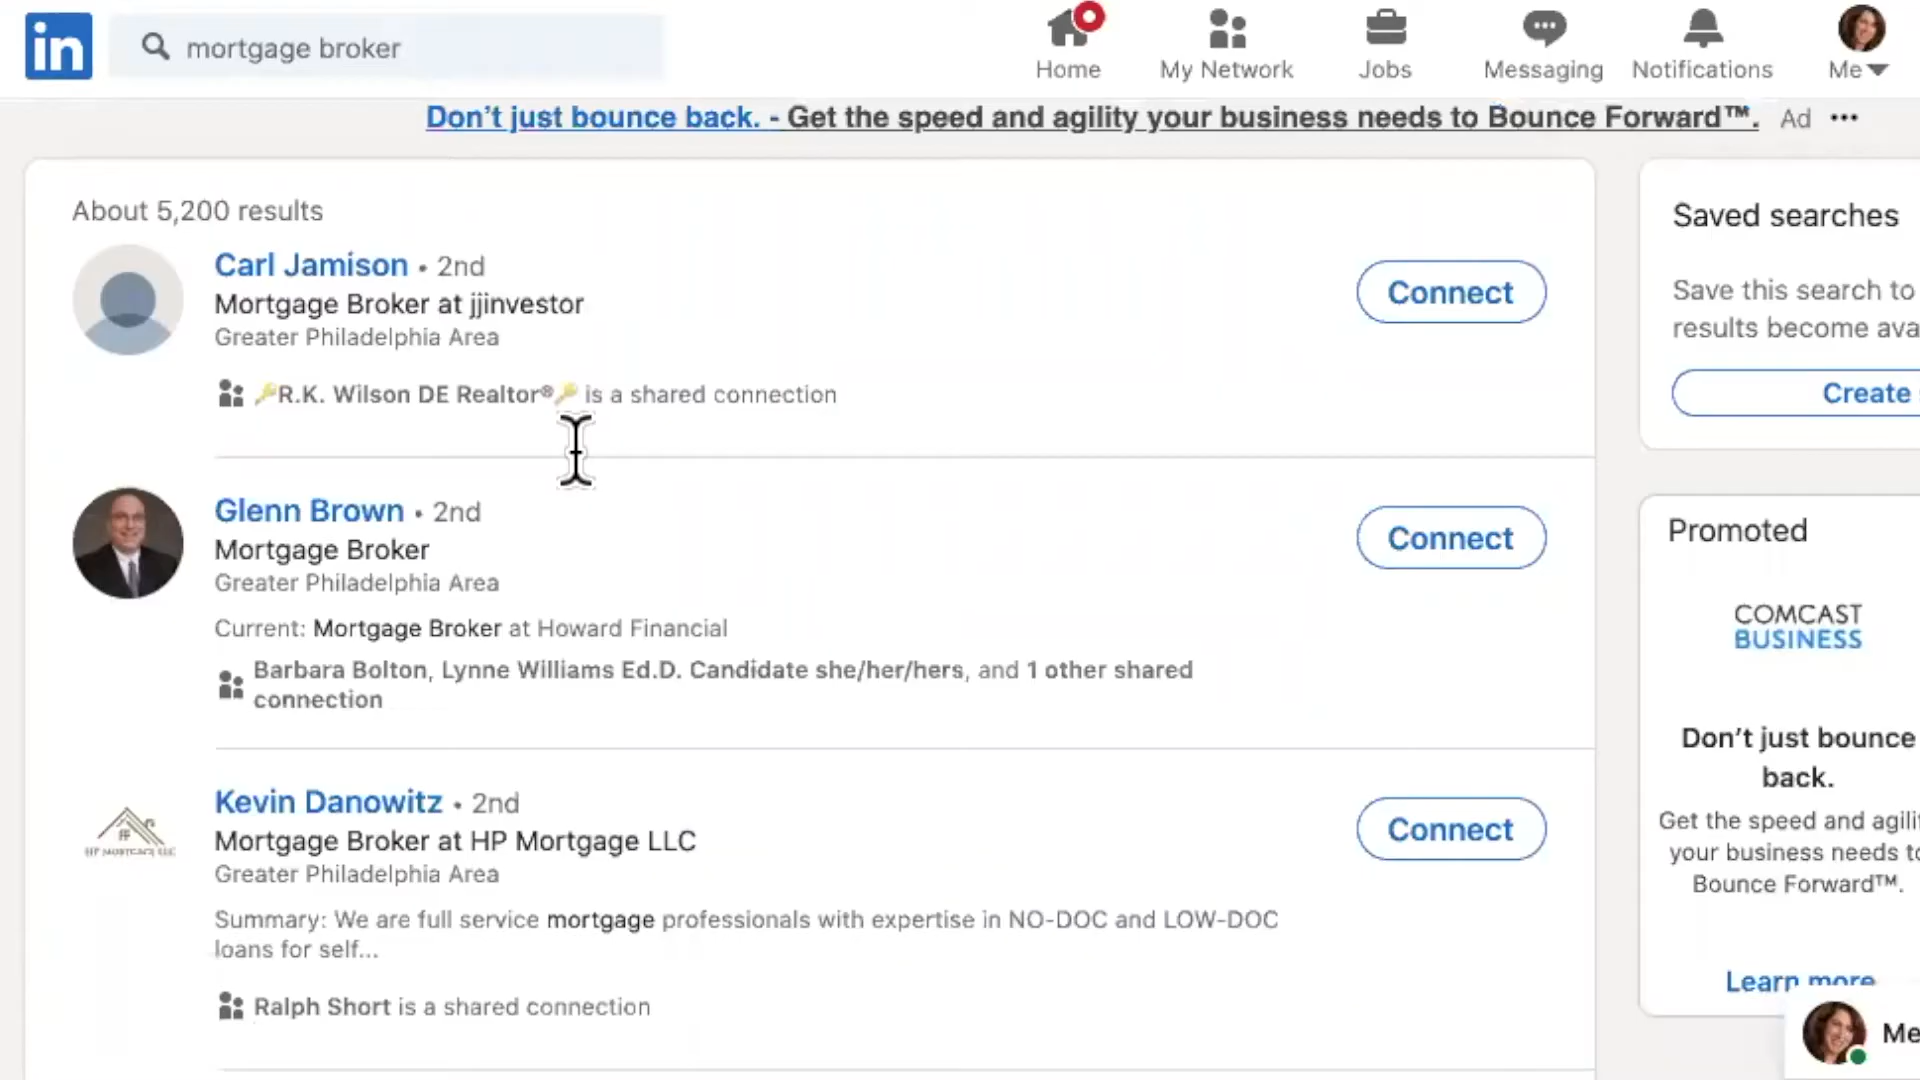 in
mortgage broker
Home
My Network
Jobs
Messaging
Notifications
Me
Don’t just bounce back. - Get the speed and agility your business needs to Bounce Forward™.
Ad
About 5,200 results
Carl Jamison • 2nd
Mortgage Broker at jjinvestor
Greater Philadelphia Area
🔑R.K. Wilson DE Realtor®🔑 is a shared connection
Connect
Glenn Brown • 2nd
Mortgage Broker
Greater Philadelphia Area
Current: Mortgage Broker at Howard Financial
Barbara Bolton, Lynne Williams Ed.D. Candidate she/her/hers, and 1 other shared
connection
Connect
HP MORTGAGE LLC
Kevin Danowitz • 2nd
Mortgage Broker at HP Mortgage LLC
Greater Philadelphia Area
Summary: We are full service mortgage professionals with expertise in NO-DOC and LOW-DOC
loans for self...
Ralph Short is a shared connection
Connect
Saved searches
Save this search to
results become ava
Create
Promoted
COMCAST
BUSINESS
Don’t just bounce
back.
Get the speed and agili
your business needs to
Bounce Forward™.
Learn more
Me